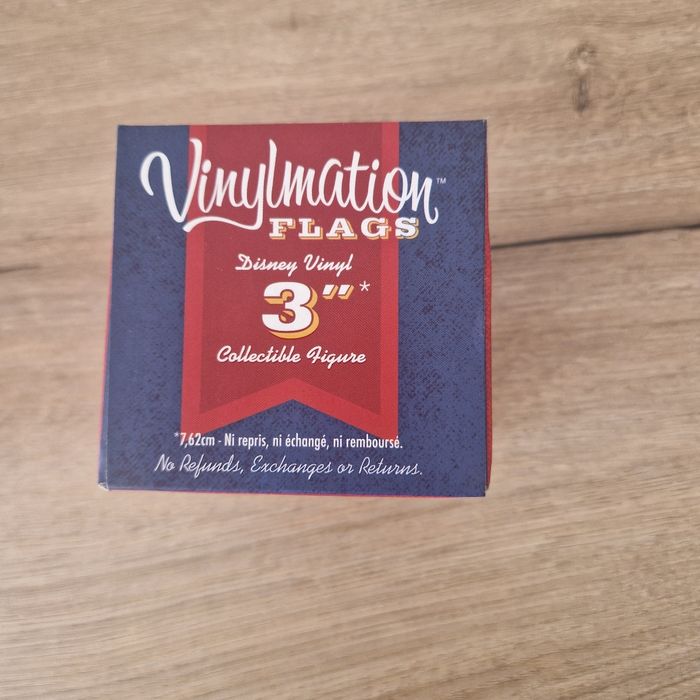 Vinylmation™
FLAGS
Disney Vinyl
3"*
Collectible Figure
*7,62cm - Ni repris, ni échangé, ni remboursé.
No Refunds, Exchanges or Returns.